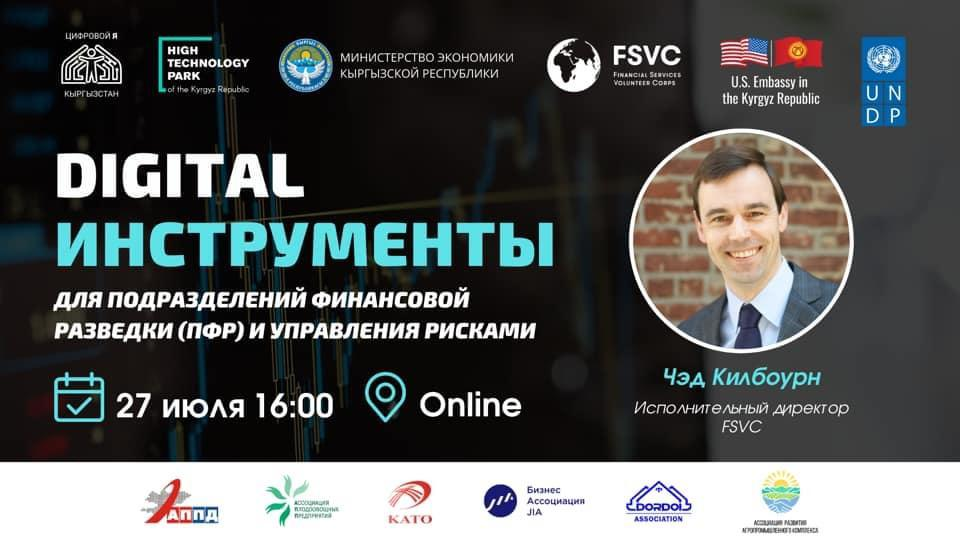 ЦИФРОВОЙ Я
КЫРГЫЗСТАН
HIGH
TECHNOLOGY
PARK
of the Kyrgyz Republic
МИНИСТЕРСТВО ЭКОНОМИКИ
КЫРГЫЗСКОЙ РЕСПУБЛИКИ
FSVC
FINANCIAL SERVICES
VOLUNTEER CORPS
U.S. Embassy in
the Kyrgyz Republic
U N
D P
DIGITAL
ИНСТРУМЕНТЫ
ДЛЯ ПОДРАЗДЕЛЕНИЙ ФИНАНСОВОЙ
РАЗВЕДКИ (ПФР) И УПРАВЛЕНИЯ РИСКАМИ
27 июля 16:00
Online
Чэд Килбоурн
Исполнительный директор
FSVC
АППД
АССОЦИАЦИЯ
ПЛОДООВОЩНЫХ
ПРЕДПРИЯТИЙ
КАТО
Бизнес
Ассоциация
JIA
DORDOI
ASSOCIATION
АССОЦИАЦИЯ РАЗВИТИЯ
АГРОПРОМЫШЛЕННОГО КОМПЛЕКСА